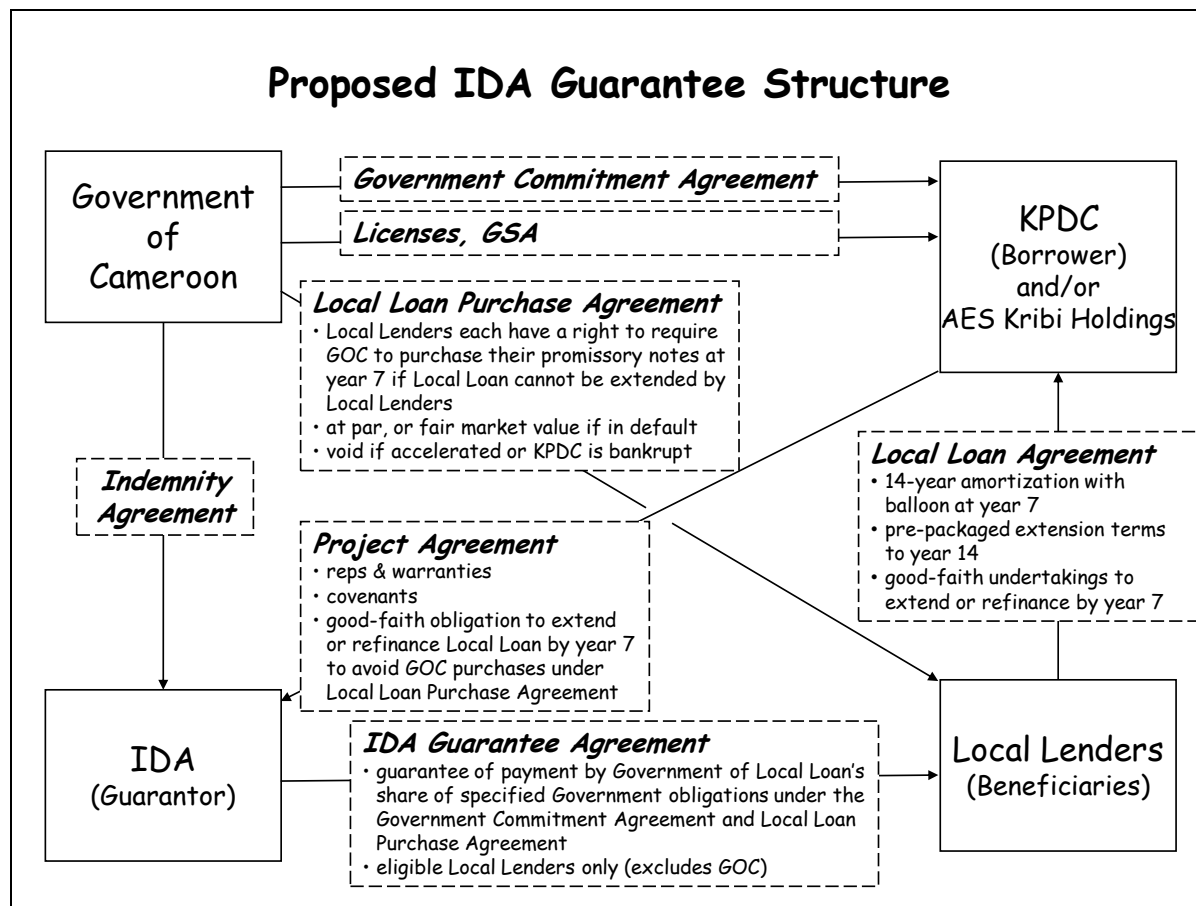 Proposed IDA Guarantee Structure
Government
of
Cameroon
Government Commitment Agreement
Licenses, GSA
KPDC
(Borrower)
and/or
AES Kribi Holdings
Local Loan Purchase Agreement
• Local Lenders each have a right to require
GOC to purchase their promissory notes at
year 7 if Local Loan cannot be extended by
Local Lenders
• at par, or fair market value if in default
• void if accelerated or KPDC is bankrupt
Indemnity
Agreement
Local Loan Agreement
• 14-year amortization with
balloon at year 7
• pre-packaged extension terms
to year 14
• good-faith undertakings to
extend or refinance by year 7
Project Agreement
• reps & warranties
• covenants
• good-faith obligation to extend
or refinance Local Loan by year 7
to avoid GOC purchases under
Local Loan Purchase Agreement
IDA
(Guarantor)
IDA Guarantee Agreement
• guarantee of payment by Government of Local Loan's
share of specified Government obligations under the
Government Commitment Agreement and Local Loan
Purchase Agreement
• eligible Local Lenders only (excludes GOC)
Local Lenders
(Beneficiaries)